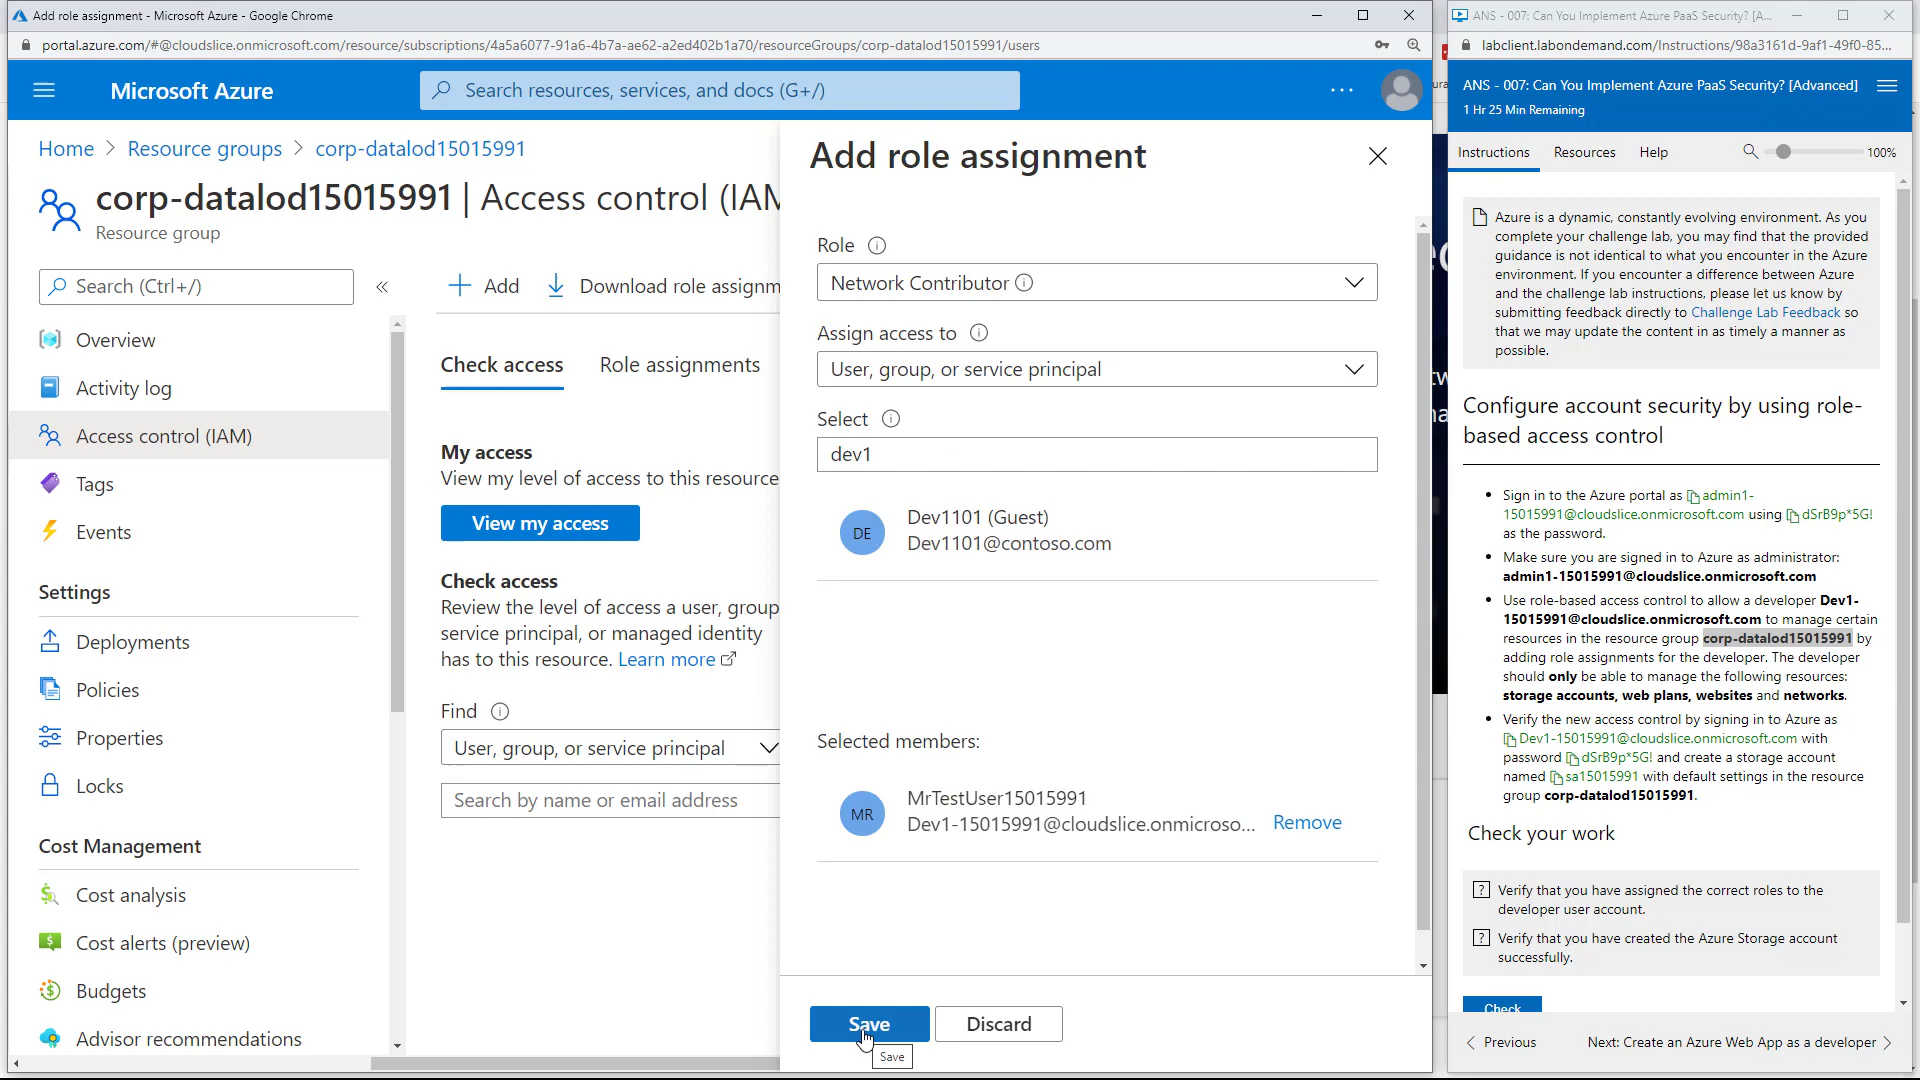 Add role assignment - Microsoft Azure - Google Chrome
portal.azure.com/#@cloudslice.onmicrosoft.com/resource/subscriptions/4a5a6077-91a6-4b7a-ae62-a2ed402b1a70/resourceGroups/corp-datalod15015991/users
Microsoft Azure
Search resources, services, and docs (G+/)
Home > Resource groups > corp-datalod15015991
corp-datalod15015991 | Access control (IAM
Resource group
Search (Ctrl+/)
«
Overview
Activity log
Access control (IAM)
Tags
Events
Settings
Deployments
Policies
Properties
Locks
Cost Management
Cost analysis
Cost alerts (preview)
Budgets
Advisor recommendations
Add
Download role assignm
Check access
Role assignments
My access
View my level of access to this resource
View my access
Check access
Review the level of access a user, group
service principal, or managed identity
has to this resource. Learn more
Find
User, group, or service principal
Search by name or email address
Add role assignment
Role
Network Contributor
Assign access to
User, group, or service principal
Select
dev1
DE
Dev1101 (Guest)
Dev1101@contoso.com
Selected members:
MR
MrTestUser15015991
Dev1-15015991@cloudslice.onmicroso...
Remove
Save
Discard
Save
ANS - 007: Can You Implement Azure PaaS Security? [A...
labclient.labondemand.com/Instructions/98a3161d-9af1-49f0-85...
ANS - 007: Can You Implement Azure PaaS Security? [Advanced]
1 Hr 25 Min Remaining
Instructions
Resources
Help
100%
Azure is a dynamic, constantly evolving environment. As you
complete your challenge lab, you may find that the provided
guidance is not identical to what you encounter in the Azure
environment. If you encounter a difference between Azure
and the challenge lab instructions, please let us know by
submitting feedback directly to Challenge Lab Feedback so
that we may update the content in as timely a manner as
possible.
Configure account security by using role-
based access control
• Sign in to the Azure portal as admin1-
15015991@cloudslice.onmicrosoft.com using dSrB9p*5G!
as the password.
• Make sure you are signed in to Azure as administrator:
admin1-15015991@cloudslice.onmicrosoft.com
• Use role-based access control to allow a developer Dev1-
15015991@cloudslice.onmicrosoft.com to manage certain
resources in the resource group corp-datalod15015991 by
adding role assignments for the developer. The developer
should only be able to manage the following resources:
storage accounts, web plans, websites and networks.
• Verify the new access control by signing in to Azure as
Dev1-15015991@cloudslice.onmicrosoft.com with
password dSrB9p*5G! and create a storage account
named sa15015991 with default settings in the resource
group corp-datalod15015991.
Check your work
Verify that you have assigned the correct roles to the
developer user account.
Verify that you have created the Azure Storage account
successfully.
Check
Previous
Next: Create an Azure Web App as a developer